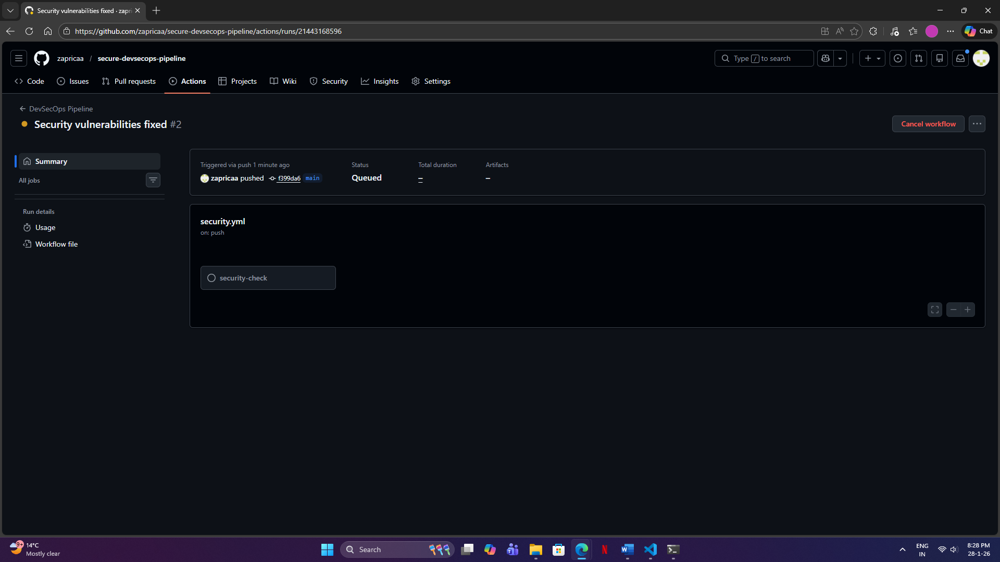 Security vulnerabilities fixed · zapri
https://github.com/zapricaa/secure-devsecops-pipeline/actions/runs/21443168596
Chat
zapricaa / secure-devsecops-pipeline
Type / to search
Code
Issues
Pull requests
Actions
Projects
Wiki
Security
Insights
Settings
DevSecOps Pipeline
Security vulnerabilities fixed #2
Cancel workflow
Summary
All jobs
Run details
Usage
Workflow file
Triggered via push 1 minute ago
Status
Total duration
Artifacts
zapricaa pushed f399da6 main
Queued
–
–
security.yml
on: push
security-check
9+
14°C
Mostly clear
Search
ENG
IN
8:28 PM
28-1-26